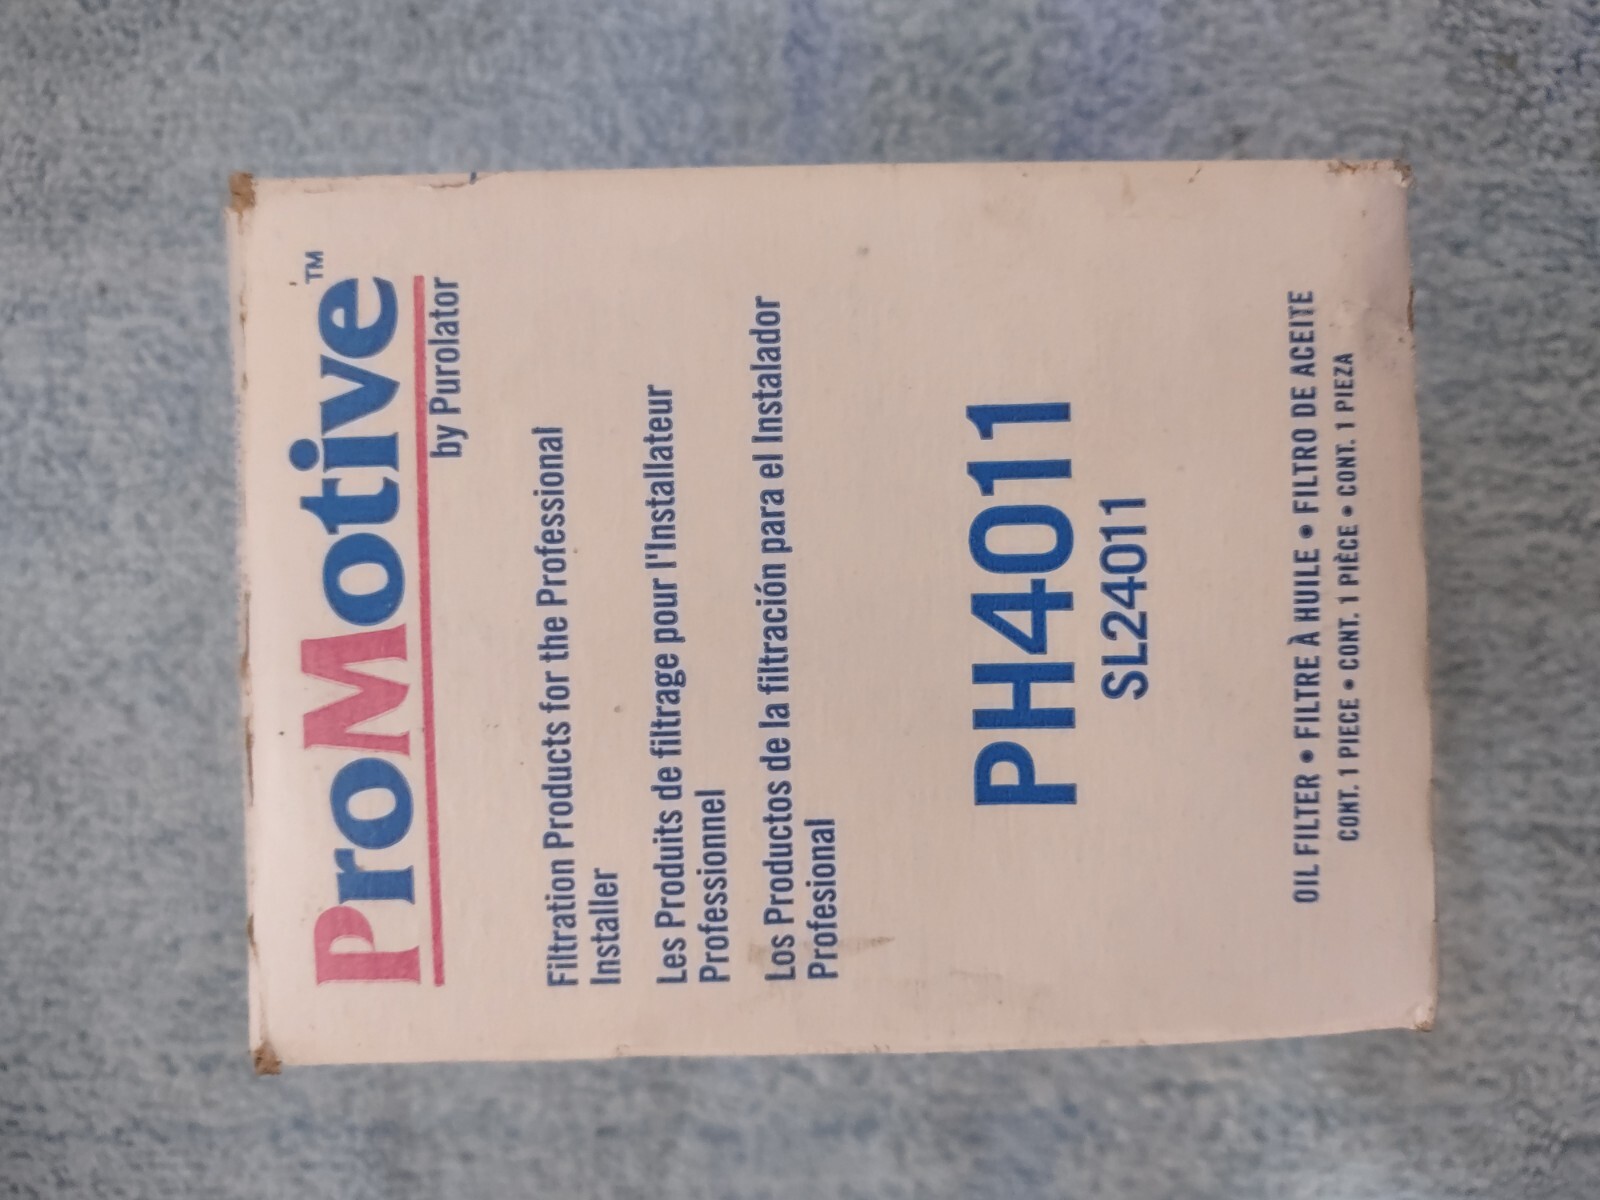 ProMotive™
by Purolator
Filtration Products for the Professional
Installer
Les Produits de filtrage pour l'Installateur
Professionnel
Los Productos de la filtración para el Instalador
Profesional
PH4011
SL24011
OIL FILTER • FILTRE À HUILE • FILTRO DE ACEITE
CONT. 1 PIECE • CONT. 1 PIÈCE • CONT. 1 PIEZA